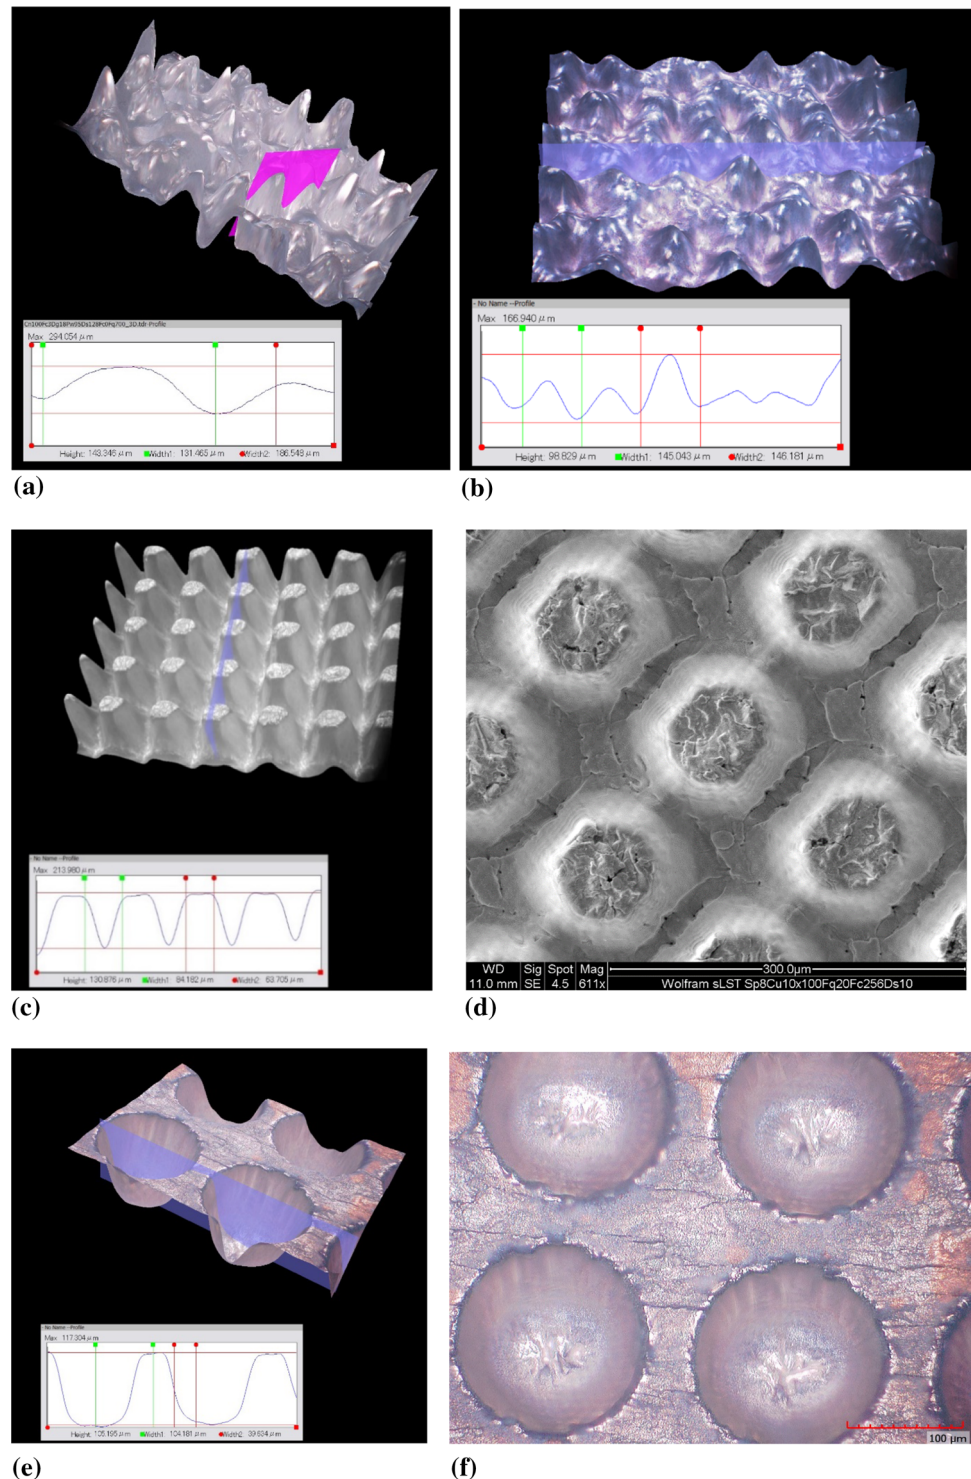 Cn100Fc3Dg18Pw95Ds128Fc0Fq700_3D.fdr-Profile
Max 294.054 μm
Height: 143.346 μm Width1: 131.465 μm Width2: 186.548 μm
(a)
- No Name --Profile
Max 166.940 μm
Height: 98.829 μm Width1: 145.043 μm Width2: 146.181 μm
(b)
- No Name --Profile
Max 213.980 μm
Height: 130.876 μm Width1: 84.182 μm Width2: 63.705 μm
(c)
WD Sig Spot Mag 300.0μm
11.0 mm SE 4.5 611x Wolfram sLST Sp8Cu10x100Fq20Fc256Ds10
(d)
- No Name --Profile
Max 117.304 μm
Height: 105.195 μm Width1: 104.181 μm Width2: 39.834 μm
(e)
100 μm
(f)